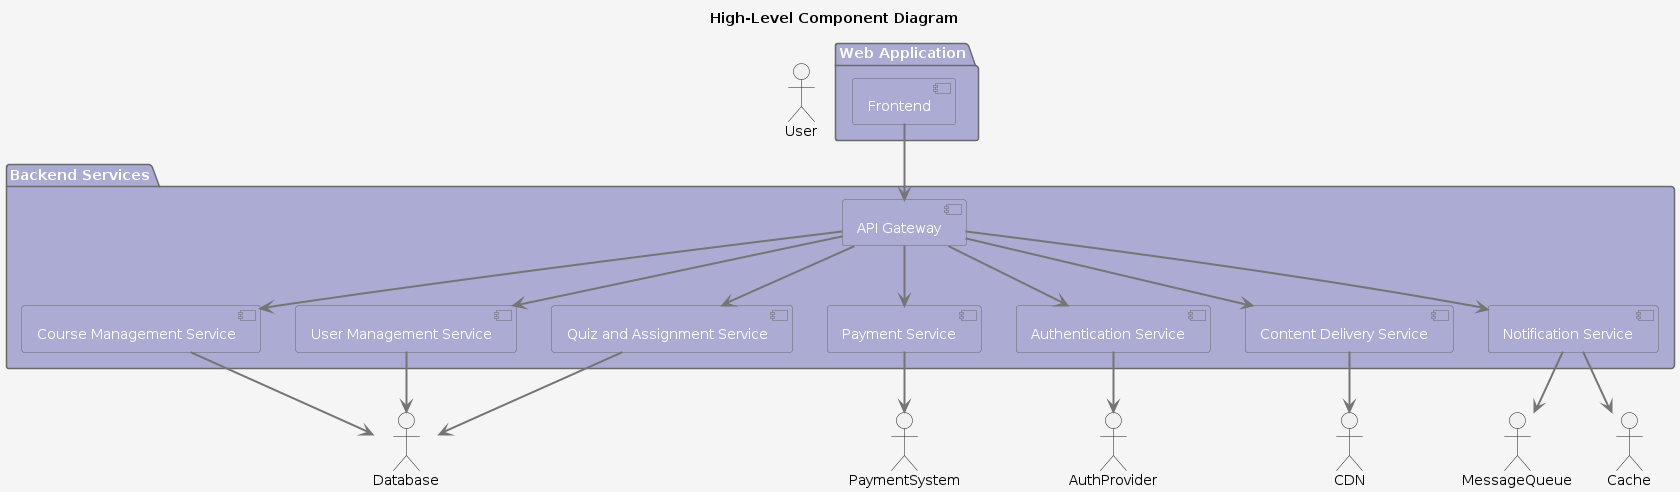 High-Level Component Diagram
Web Application
Frontend
User
Backend Services
API Gateway
Course Management Service
User Management Service
Quiz and Assignment Service
Payment Service
Authentication Service
Content Delivery Service
Notification Service
Database
PaymentSystem
AuthProvider
CDN
MessageQueue
Cache